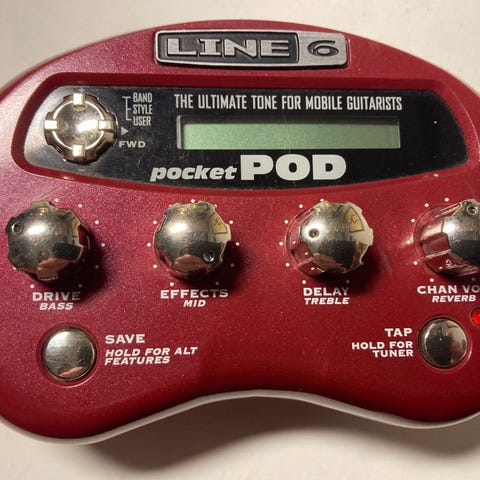 LINE 6
BAND
STYLE
USER
FWD
THE ULTIMATE TONE FOR MOBILE GUITARISTS
pocket POD
DRIVE
BASS
EFFECTS
MID
DELAY
TREBLE
CHAN VO
REVERB
SAVE
HOLD FOR ALT
FEATURES
TAP
HOLD FOR
TUNER